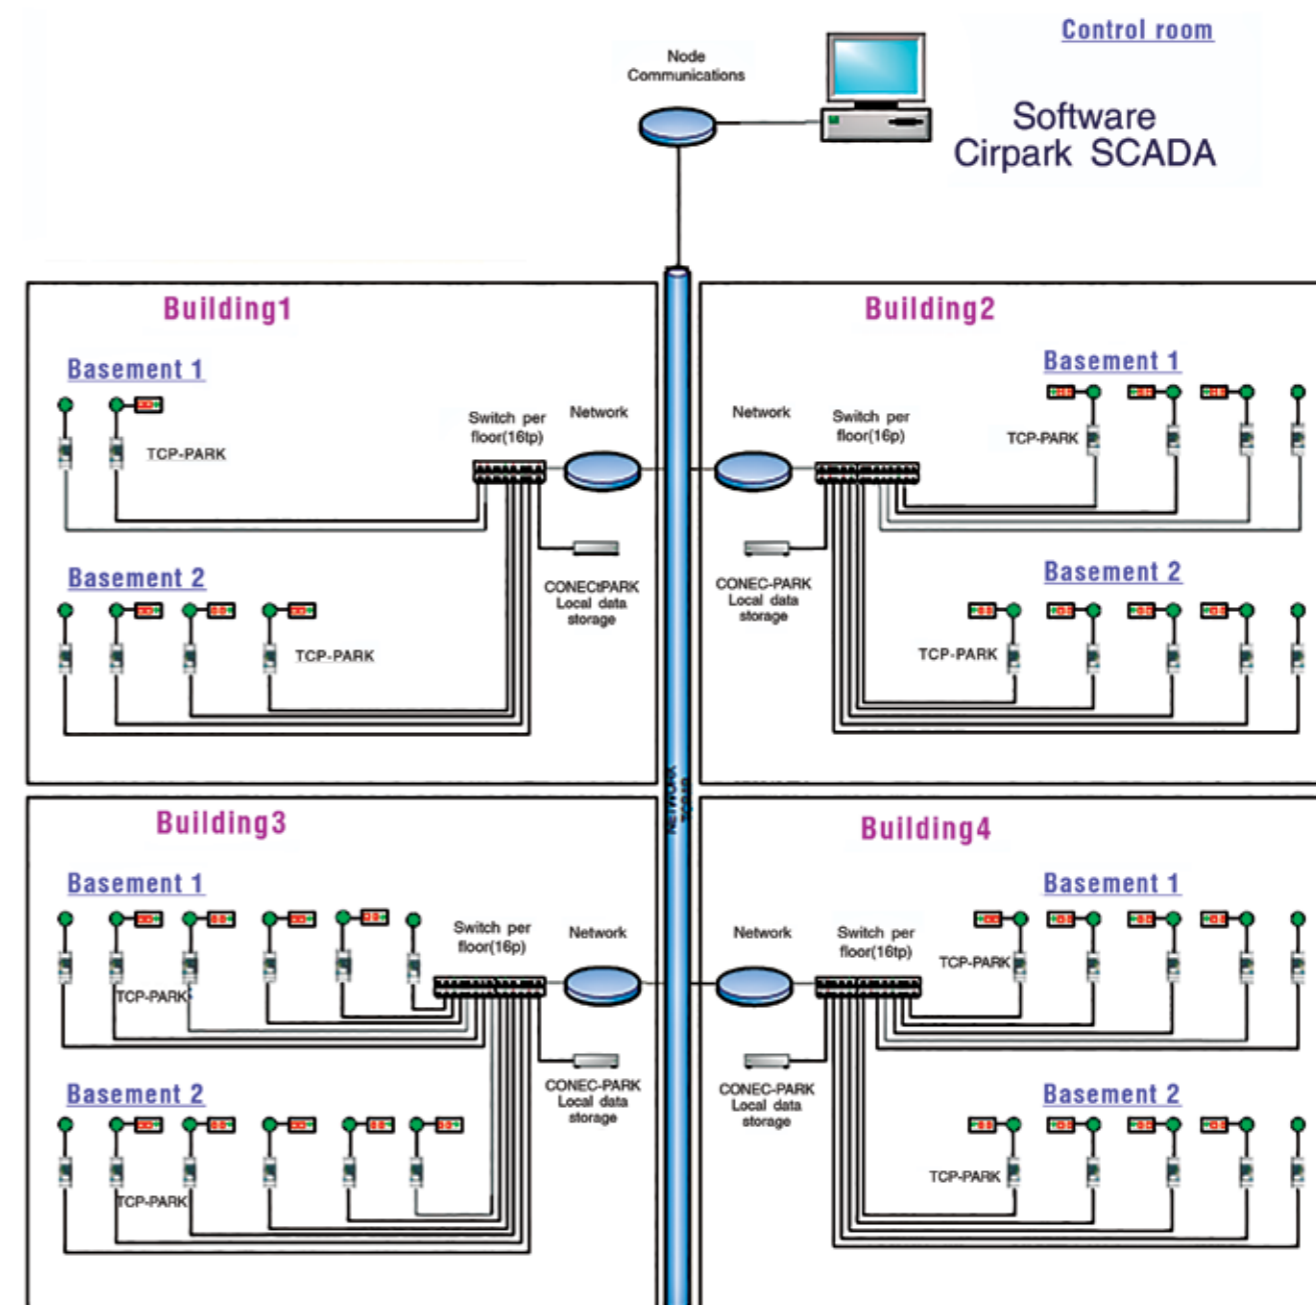 Control room
Node
Communications
Software
Cirpark SCADA
Building1
Basement 1
TCP-PARK
Switch per
floor(16tp)
Network
CONECtPARK
Local data
storage
Basement 2
TCP-PARK
Building2
Basement 1
TCP-PARK
Network
Switch per
floor(16p)
CONEC-PARK
Local data
storage
Basement 2
TCP-PARK
NETWORK
Building3
Basement 1
TCP-PARK
Switch per
floor(16p)
Network
CONEC-PARK
Local data
storage
Basement 2
TCP-PARK
Building4
Basement 1
TCP-PARK
Network
Switch per
floor(16tp)
CONEC-PARK
Local data
storage
Basement 2
TCP-PARK